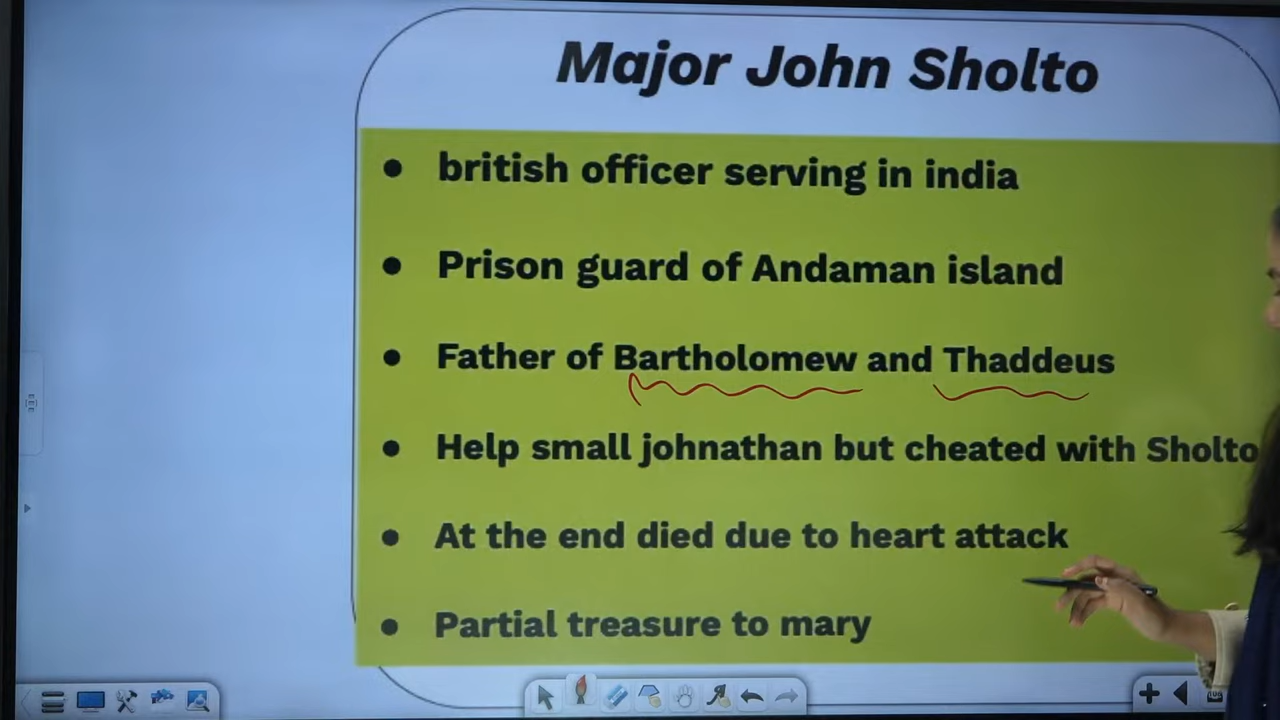 Major John Sholto
• british officer serving in india
• Prison guard of Andaman island
• Father of Bartholomew and Thaddeus
• Help small johnathan but cheated with Sholto
• At the end died due to heart attack
• Partial treasure to mary